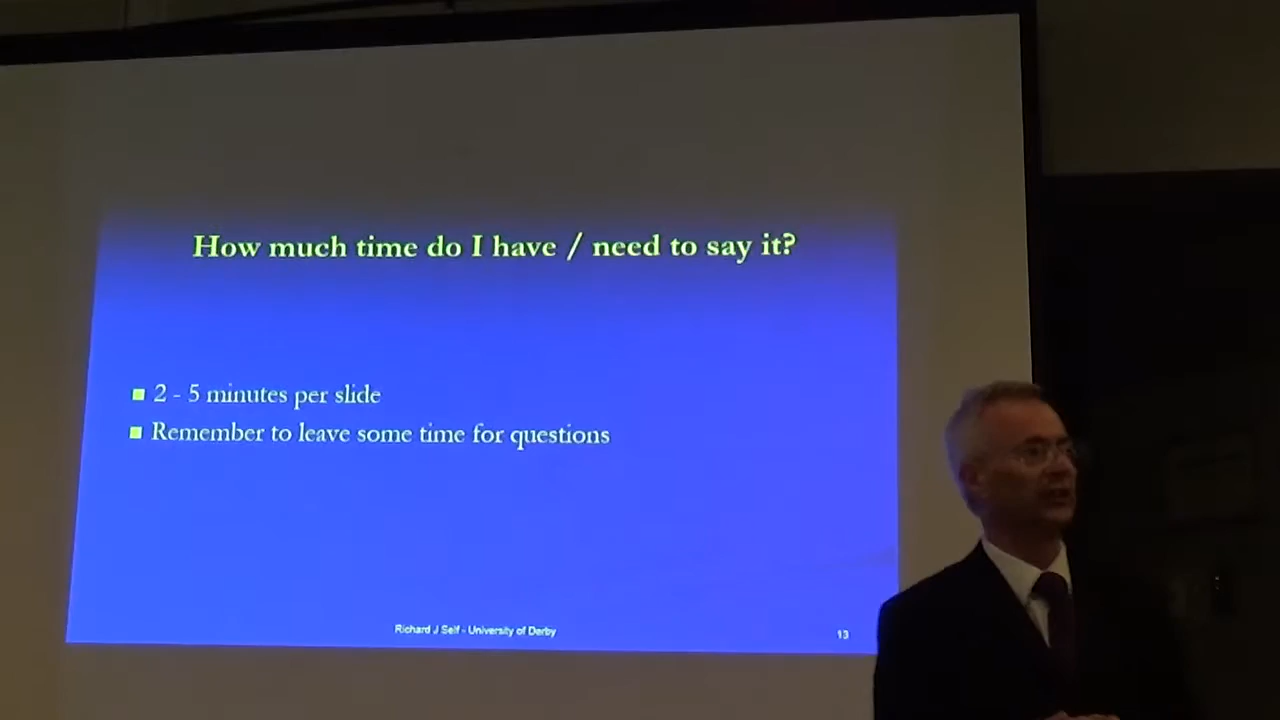 How much time do I have / need to say it?
2 - 5 minutes per slide
Remember to leave some time for questions
Richard J Self - University of Derby
13